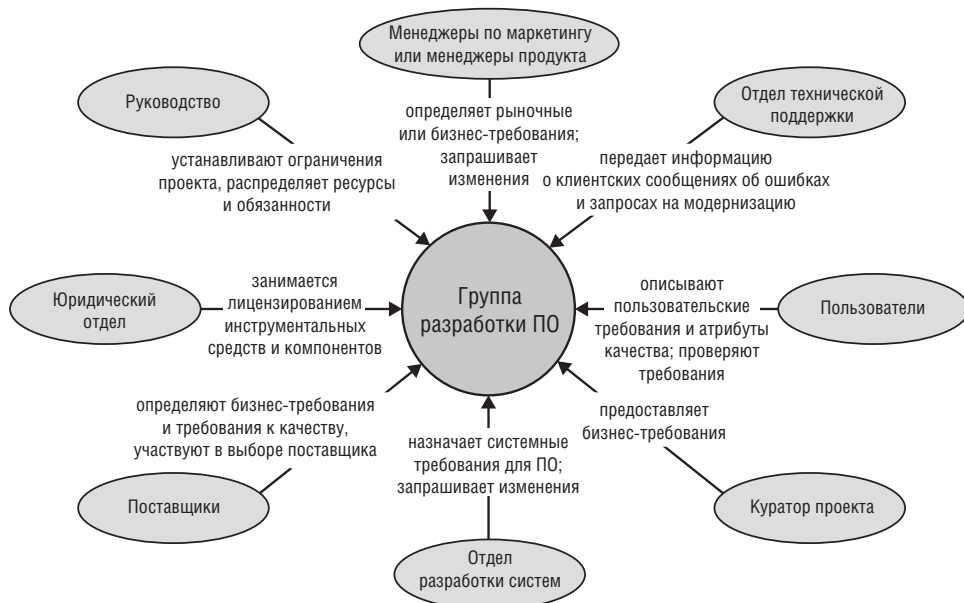 Менеджеры по маркетингу
или менеджеры продукта
Руководство
Отдел технической
поддержки
определяет рыночные
или бизнес-требования;
запрашивает
изменения
устанавливают ограничения
проекта, распределяет ресурсы
и обязанности
передает информацию
о клиентских сообщениях об ошибках
и запросах на модернизацию
Юридический
отдел
занимается
лицензированием
инструментальных
средств и компонентов
Группа
разработки ПО
описывают
пользовательские
требования и атрибуты
качества; проверяют
требования
Пользователи
определяют бизнес-требования
и требования к качеству,
участвуют в выборе поставщика
назначает системные
требования для ПО;
запрашивает изменения
предоставляет
бизнес-требования
Поставщики
Отдел
разработки систем
Куратор проекта